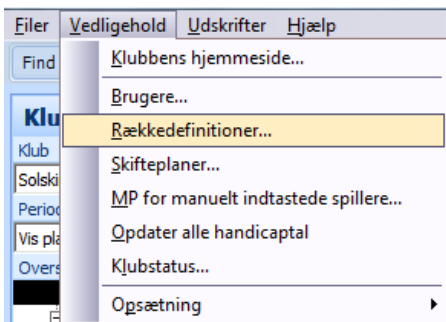 Filer Vedligehold Udskrifter Hjælp
Find
Klubbens hjemmeside...
Brugere...
Klu
Rækkedefinitioner...
Klub
Skifteplaner...
Solski
MP for manuelt indtastede spillere...
Period
Opdater alle handicaptal
Vis pla
Klubstatus...
Overs
Opsætning